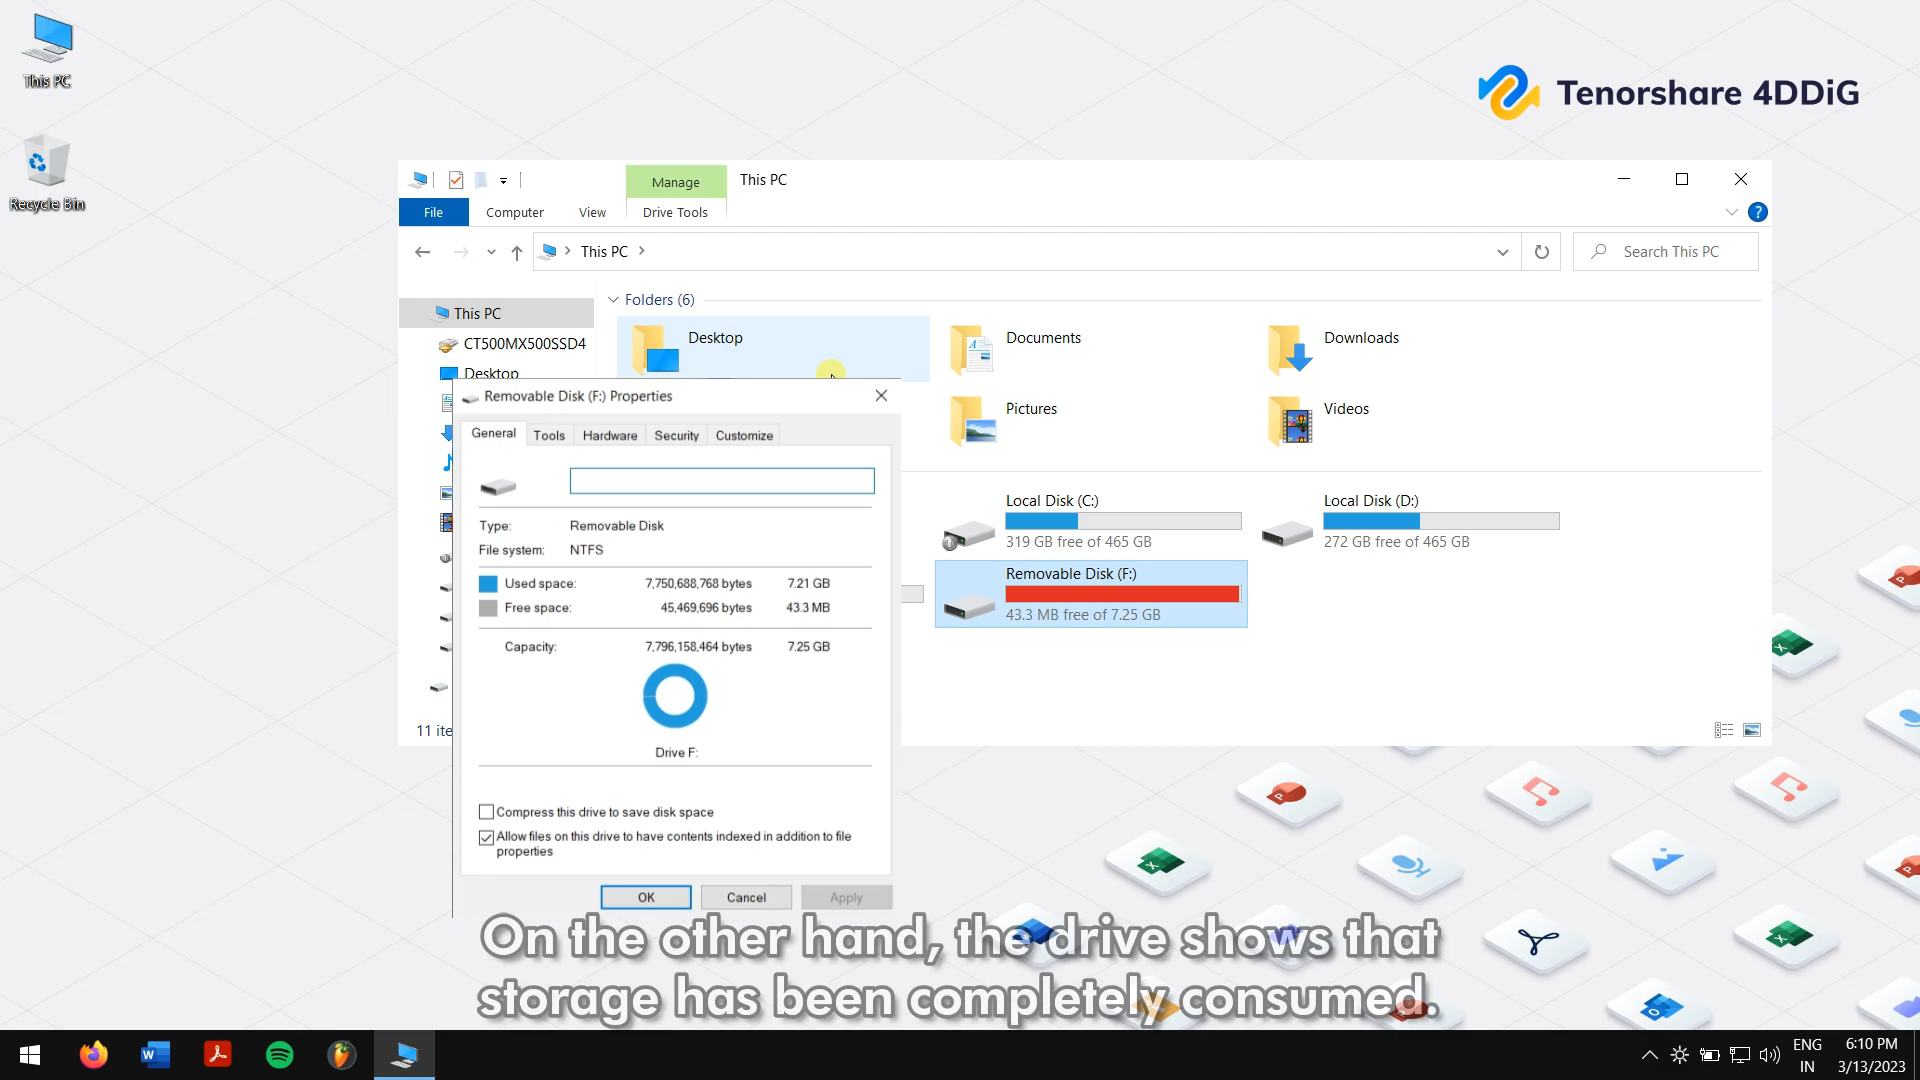 This PC
Recycle Bin
Tenorshare 4DDiG
Manage
This PC
File
Computer
View
Drive Tools
This PC
Search This PC
This PC
CT500MX500SSD4
Desktop
11 ite
Folders (6)
Desktop
Documents
Downloads
Pictures
Videos
Local Disk (C:)
319 GB free of 465 GB
Local Disk (D:)
272 GB free of 465 GB
Removable Disk (F:)
43.3 MB free of 7.25 GB
Removable Disk (F:) Properties
General
Tools
Hardware
Security
Customize
Type: Removable Disk
File system: NTFS
Used space: 7,750,688,768 bytes 7.21 GB
Free space: 45,469,696 bytes 43.3 MB
Capacity: 7,796,158,464 bytes 7.25 GB
Drive F:
Compress this drive to save disk space
Allow files on this drive to have contents indexed in addition to file
properties
OK
Cancel
Apply
On the other hand, the drive shows that
storage has been completely consumed.
ENG
IN
6:10 PM
3/13/2023